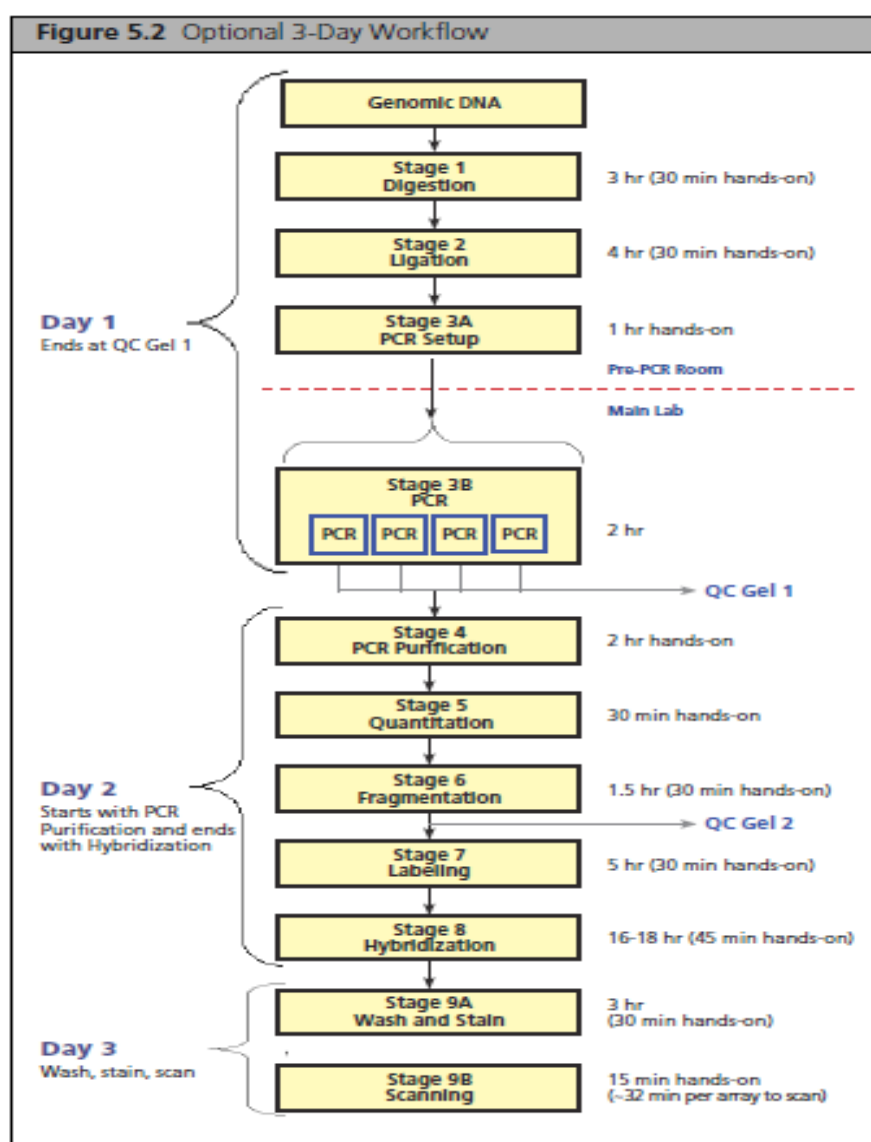 Figure 5.2 Optional 3-Day Workflow
Genomic DNA
Stage 1
Digestion
3 hr (30 min hands-on)
Stage 2
Ligation
4 hr (30 min hands-on)
Day 1
Ends at QC Gel 1
Stage 3A
PCR Setup
1 hr hands-on
Pre-PCR Room
Main Lab
Stage 3B
PCR
PCR PCR PCR PCR
2 hr
QC Gel 1
Stage 4
PCR Purification
2 hr hands-on
Stage 5
Quantitation
30 min hands-on
Day 2
Starts with PCR
Purification and ends
with Hybridization
Stage 6
Fragmentation
1.5 hr (30 min hands-on)
QC Gel 2
Stage 7
Labeling
5 hr (30 min hands-on)
Stage 8
Hybridization
16-18 hr (45 min hands-on)
Stage 9A
Wash and Stain
3 hr
(30 min hands-on)
Day 3
Wash, stain, scan
Stage 9B
Scanning
15 min hands-on
(~32 min per array to scan)